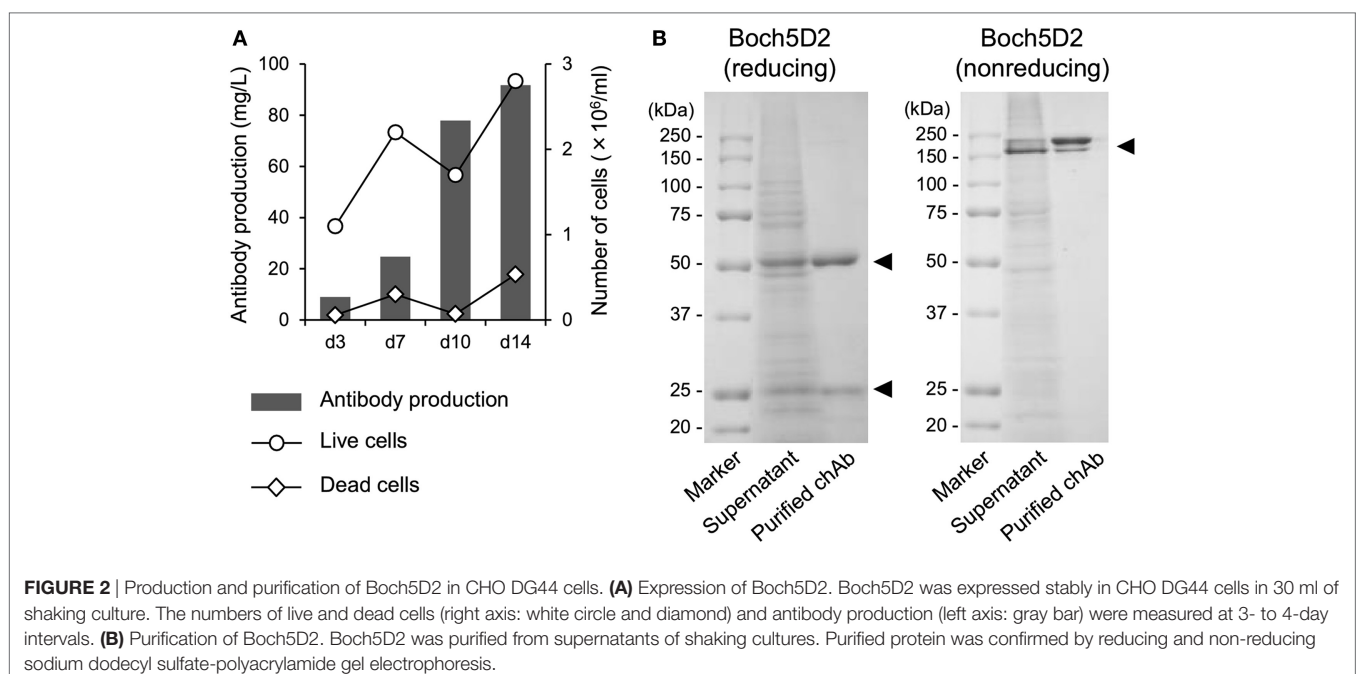 A
Antibody production (mg/L)
100
80
60
40
20
0
3
2
1
0
Number of cells ( × 10⁶/ml)
d3 d7 d10 d14
Antibody production
Live cells
Dead cells
B
Boch5D2
(reducing)
(kDa)
250 -
150 -
100 -
75 -
50 -
37 -
25 -
20 -
Marker
Supernatant
Purified chAb
Boch5D2
(nonreducing)
(kDa)
250 -
150 -
100 -
75 -
50 -
37 -
25 -
20 -
Marker
Supernatant
Purified chAb
FIGURE 2 | Production and purification of Boch5D2 in CHO DG44 cells. (A) Expression of Boch5D2. Boch5D2 was expressed stably in CHO DG44 cells in 30 ml of
shaking culture. The numbers of live and dead cells (right axis: white circle and diamond) and antibody production (left axis: gray bar) were measured at 3- to 4-day
intervals. (B) Purification of Boch5D2. Boch5D2 was purified from supernatants of shaking cultures. Purified protein was confirmed by reducing and non-reducing
sodium dodecyl sulfate-polyacrylamide gel electrophoresis.